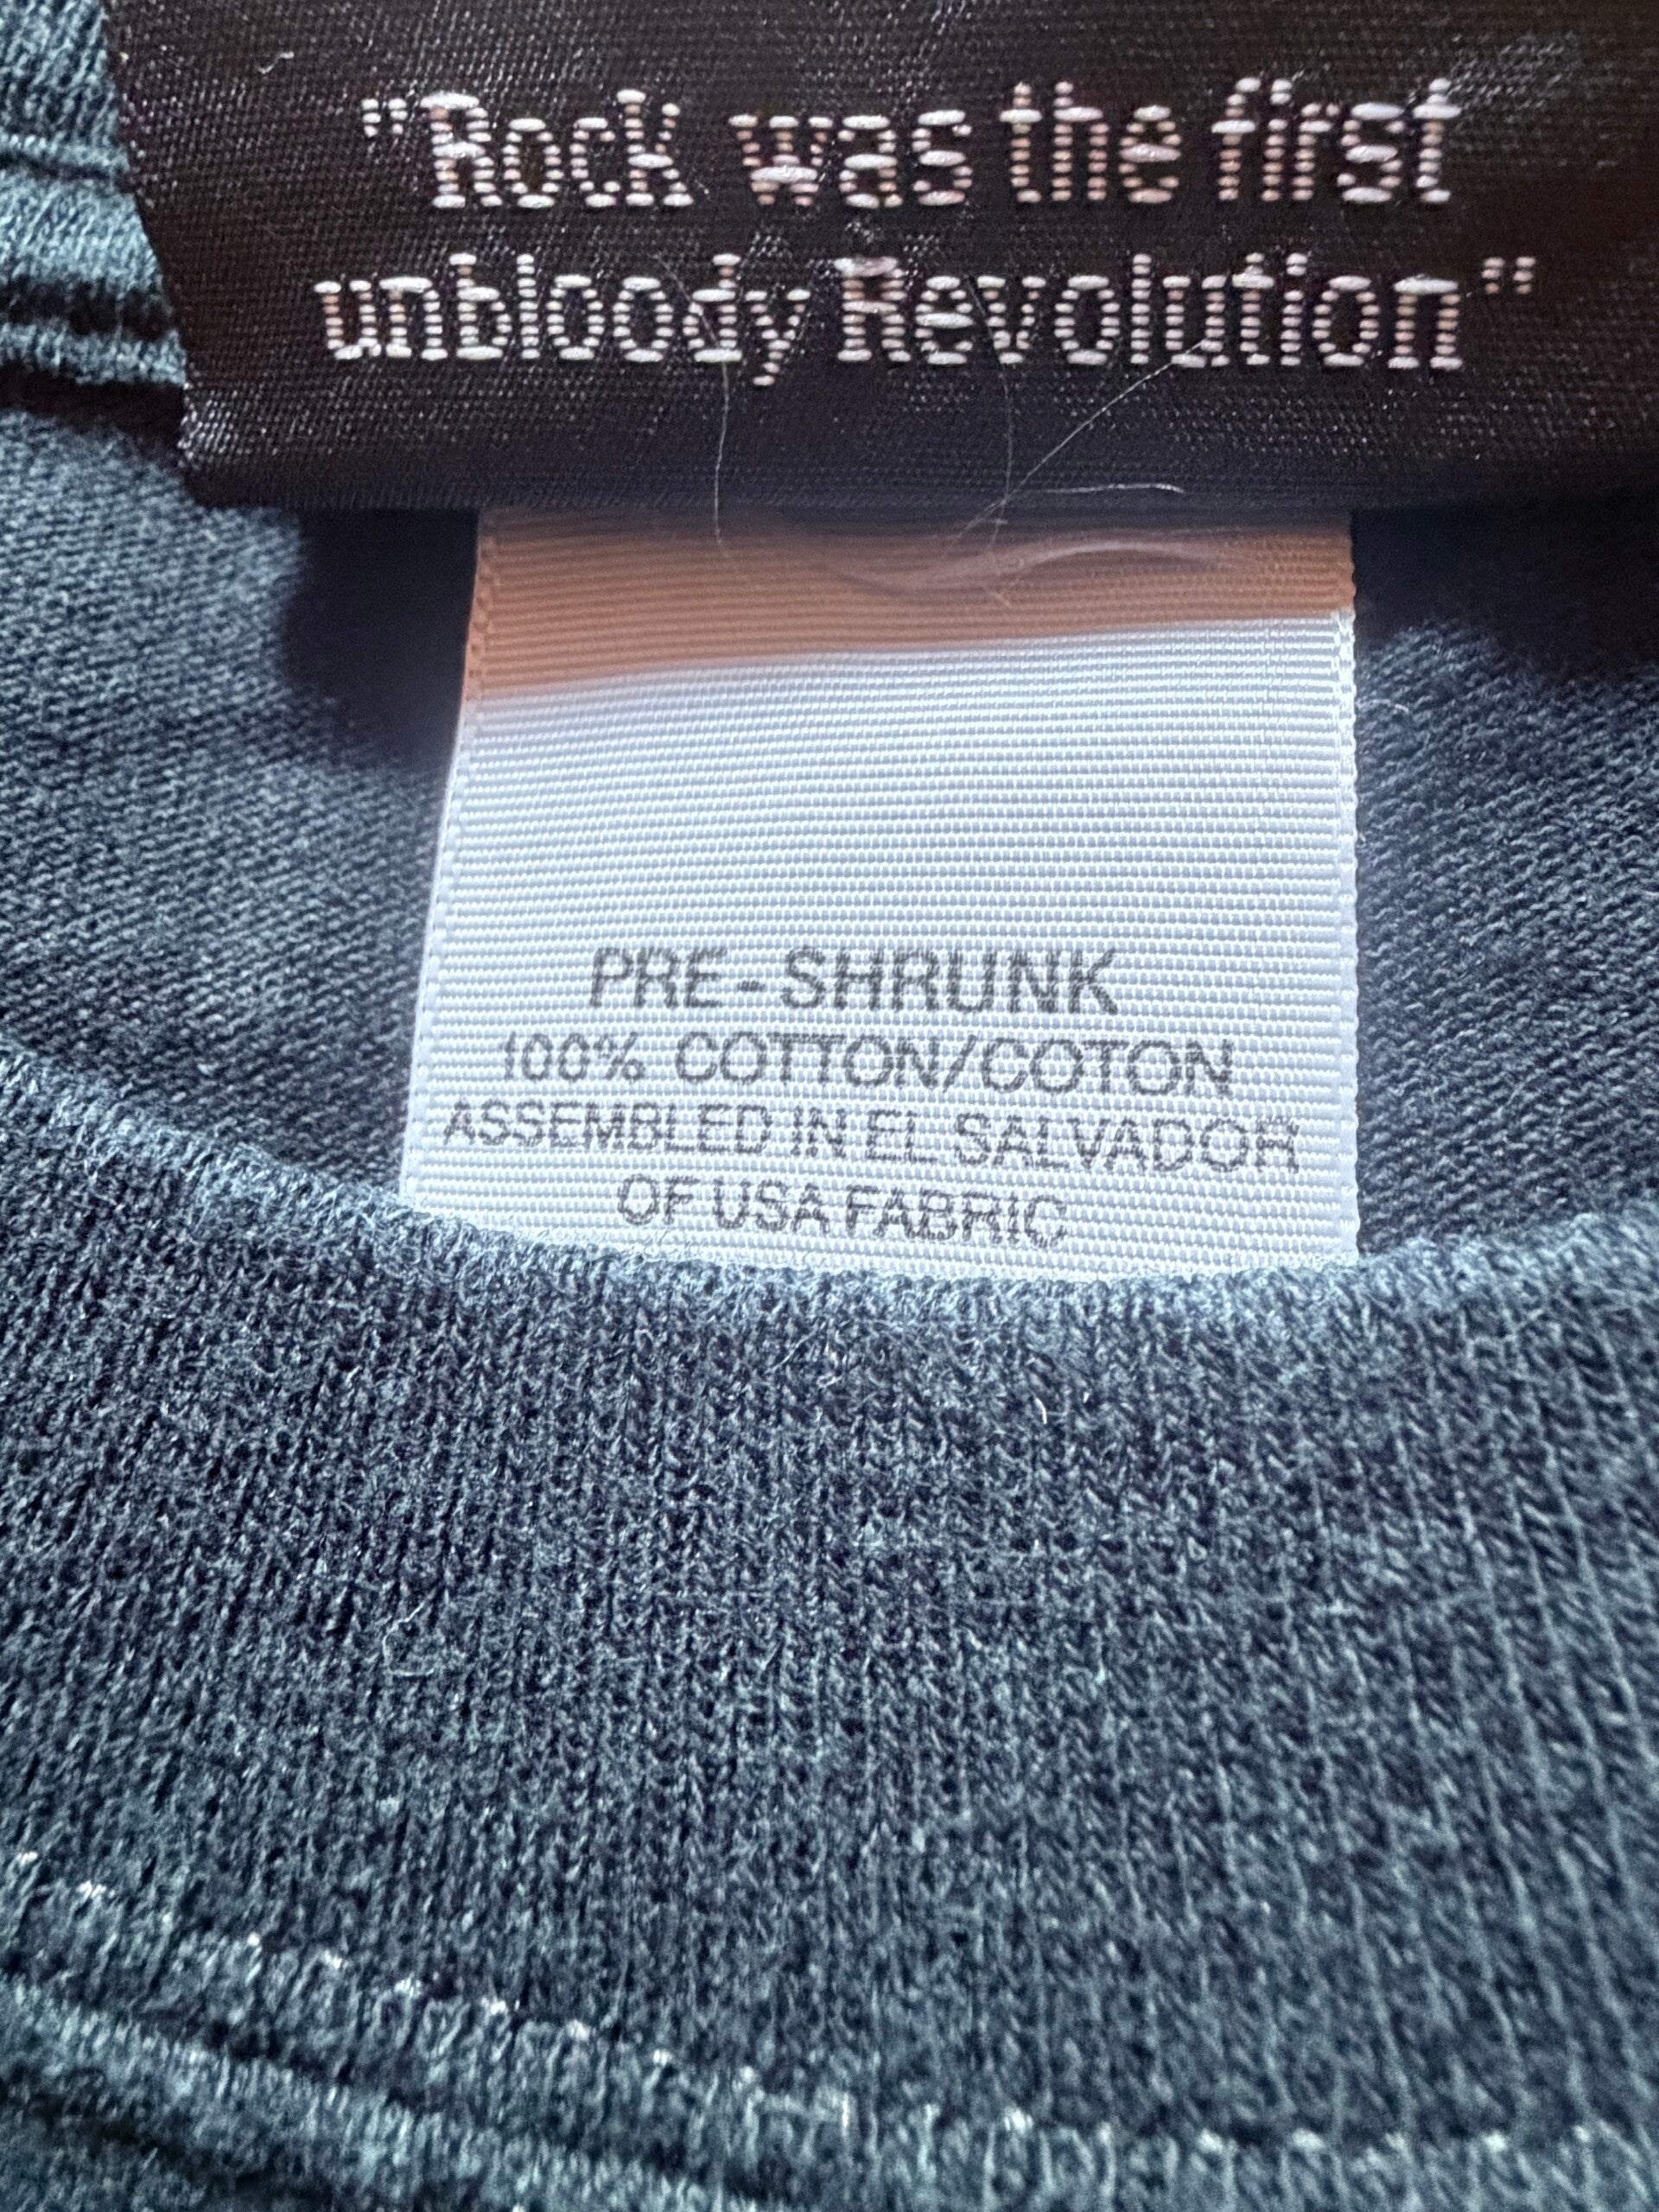 "Rock was the first
unbloody Revolution"
PRE-SHRUNK
100% COTTON/COTON
ASSEMBLED IN EL SALVADOR
OF USA FABRIC